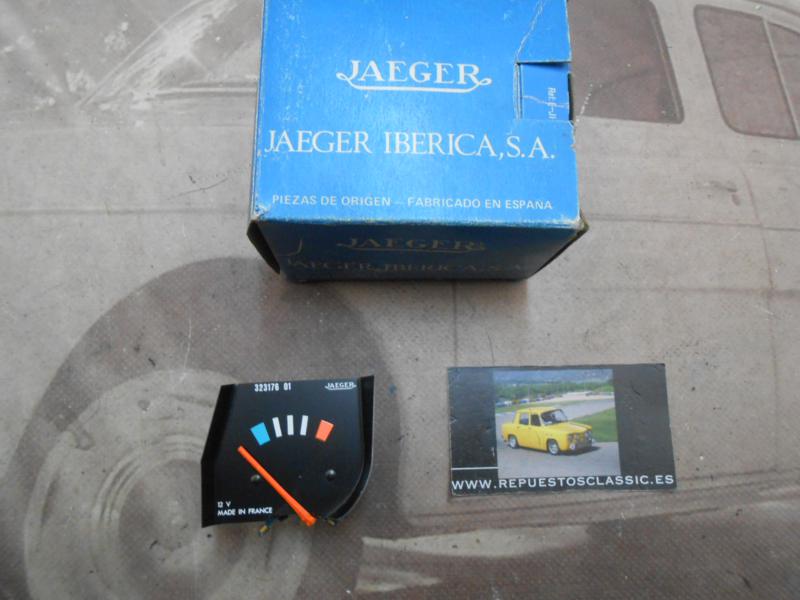 JAEGER
JAEGER IBERICA, S.A.
PIEZAS DE ORIGEN – FABRICADO EN ESPAÑA
JAEGER
JAEGER IBERICA, S.A.
323176 01
JAEGER
12 V
MADE IN FRANCE
WWW.REPUESTOSCLASSIC.ES